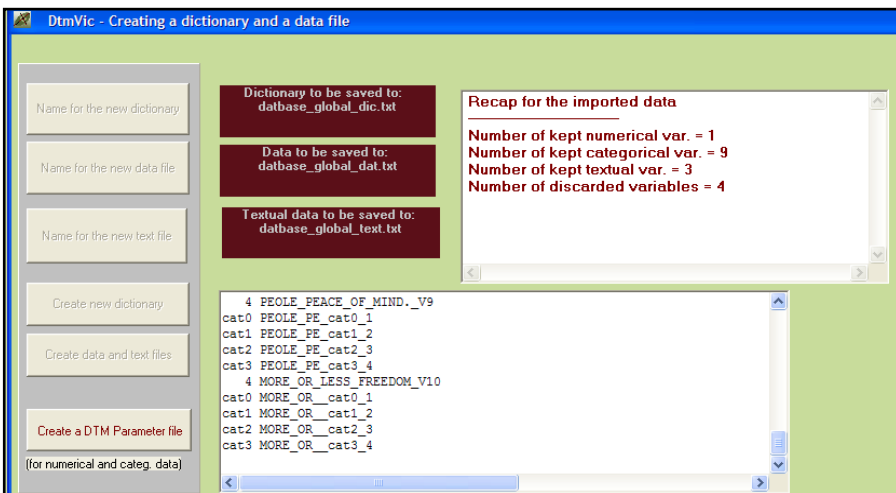 DtmVic - Creating a dictionary and a data file
Name for the new dictionary
Name for the new data file
Name for the new text file
Create new dictionary
Create data and text files
Create a DTM Parameter file
(for numerical and categ. data)
Dictionary to be saved to:
datbase_global_dic.txt
Data to be saved to:
datbase_global_dat.txt
Textual data to be saved to:
datbase_global_text.txt
Recap for the imported data
Number of kept numerical var. = 1
Number of kept categorical var. = 9
Number of kept textual var. = 3
Number of discarded variables = 4
4 PEOLE_PEACE_OF_MIND._V9
cat0 PEOLE_PE_cat0_1
cat1 PEOLE_PE_cat1_2
cat2 PEOLE_PE_cat2_3
cat3 PEOLE_PE_cat3_4
4 MORE_OR_LESS_FREEDOM_V10
cat0 MORE_OR__cat0_1
cat1 MORE_OR__cat1_2
cat2 MORE_OR__cat2_3
cat3 MORE_OR__cat3_4